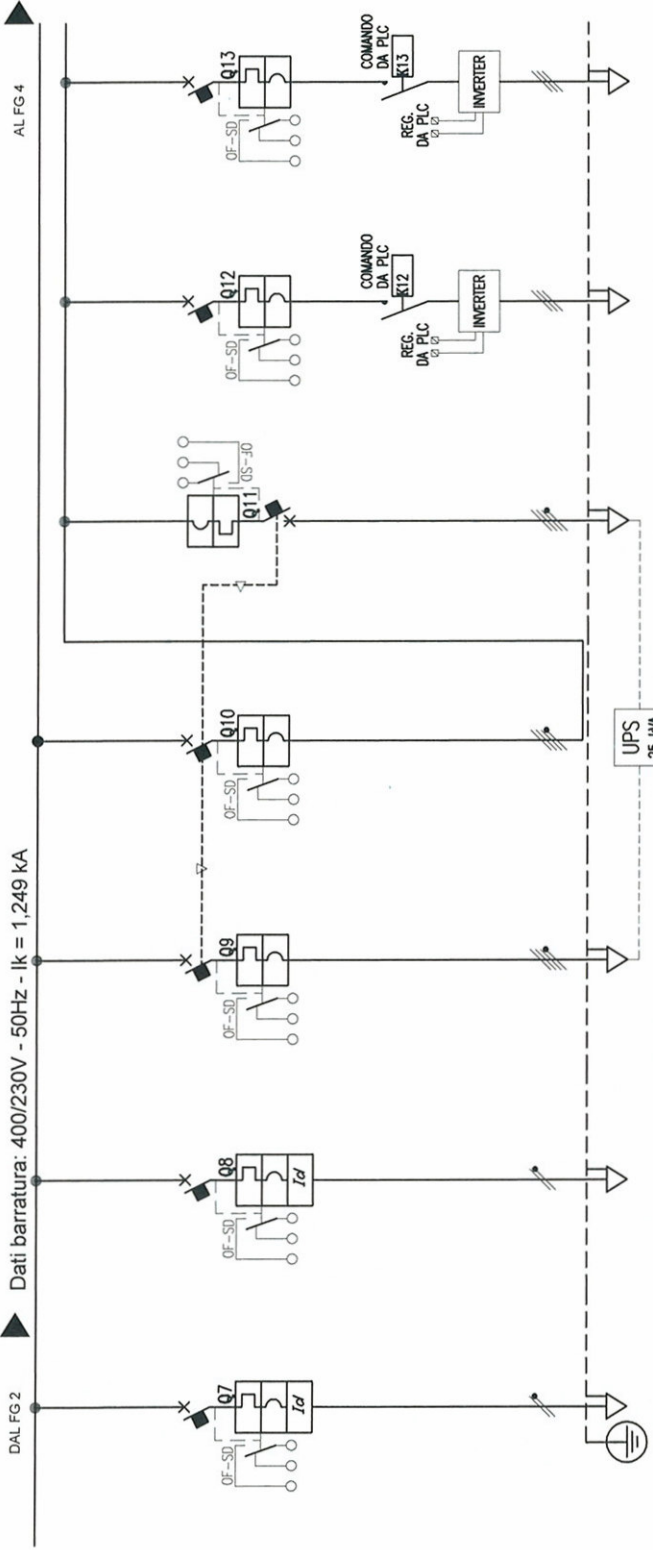 DAL FG 2
Dati barratura: 400/230V - 50Hz - Ik = 1,249 kA
AL FG 4
Q7
OF-SD
Id
Q8
OF-SD
Id
Q9
OF-SD
Q10
OF-SD
Q11
OF-SD
Q12
OF-SD
COMANDO
DA PLC
K12
REG.
DA PLC
INVERTER
Q13
OF-SD
COMANDO
DA PLC
K13
REG.
DA PLC
INVERTER
UPS